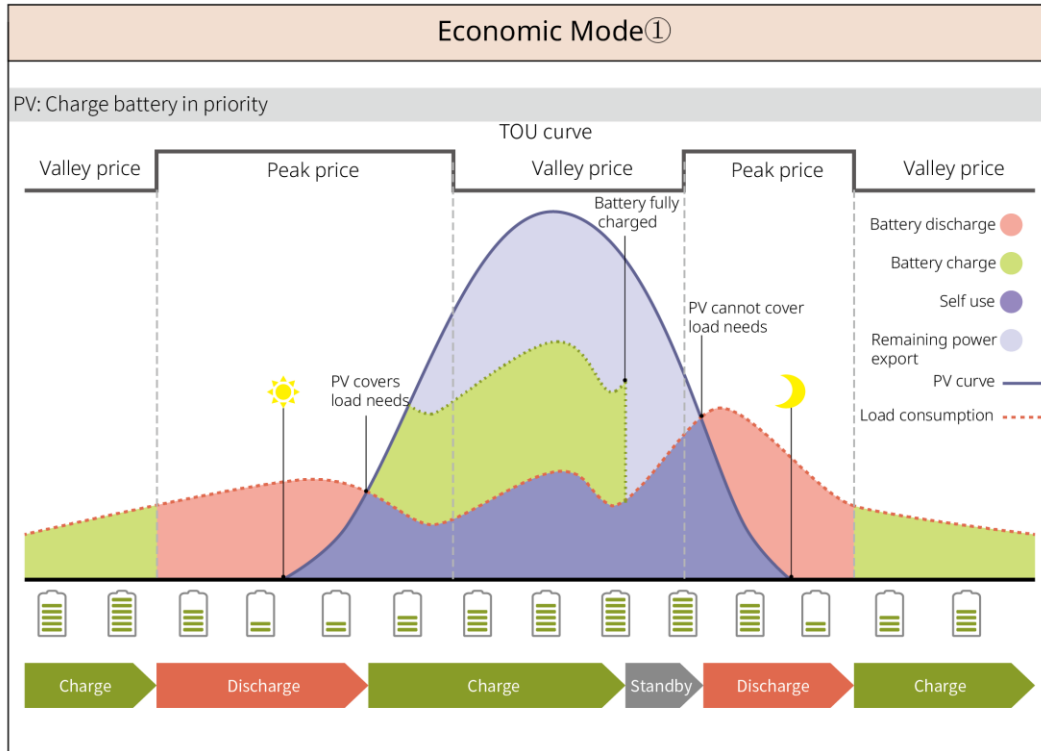 Economic Mode①
PV: Charge battery in priority
TOU curve
Valley price
Peak price
Valley price
Peak price
Valley price
Battery fully
charged
Battery discharge
Battery charge
Self use
Remaining power
export
PV curve
Load consumption
PV cannot cover
load needs
PV covers
load needs
Charge
Discharge
Charge
Standby
Discharge
Charge